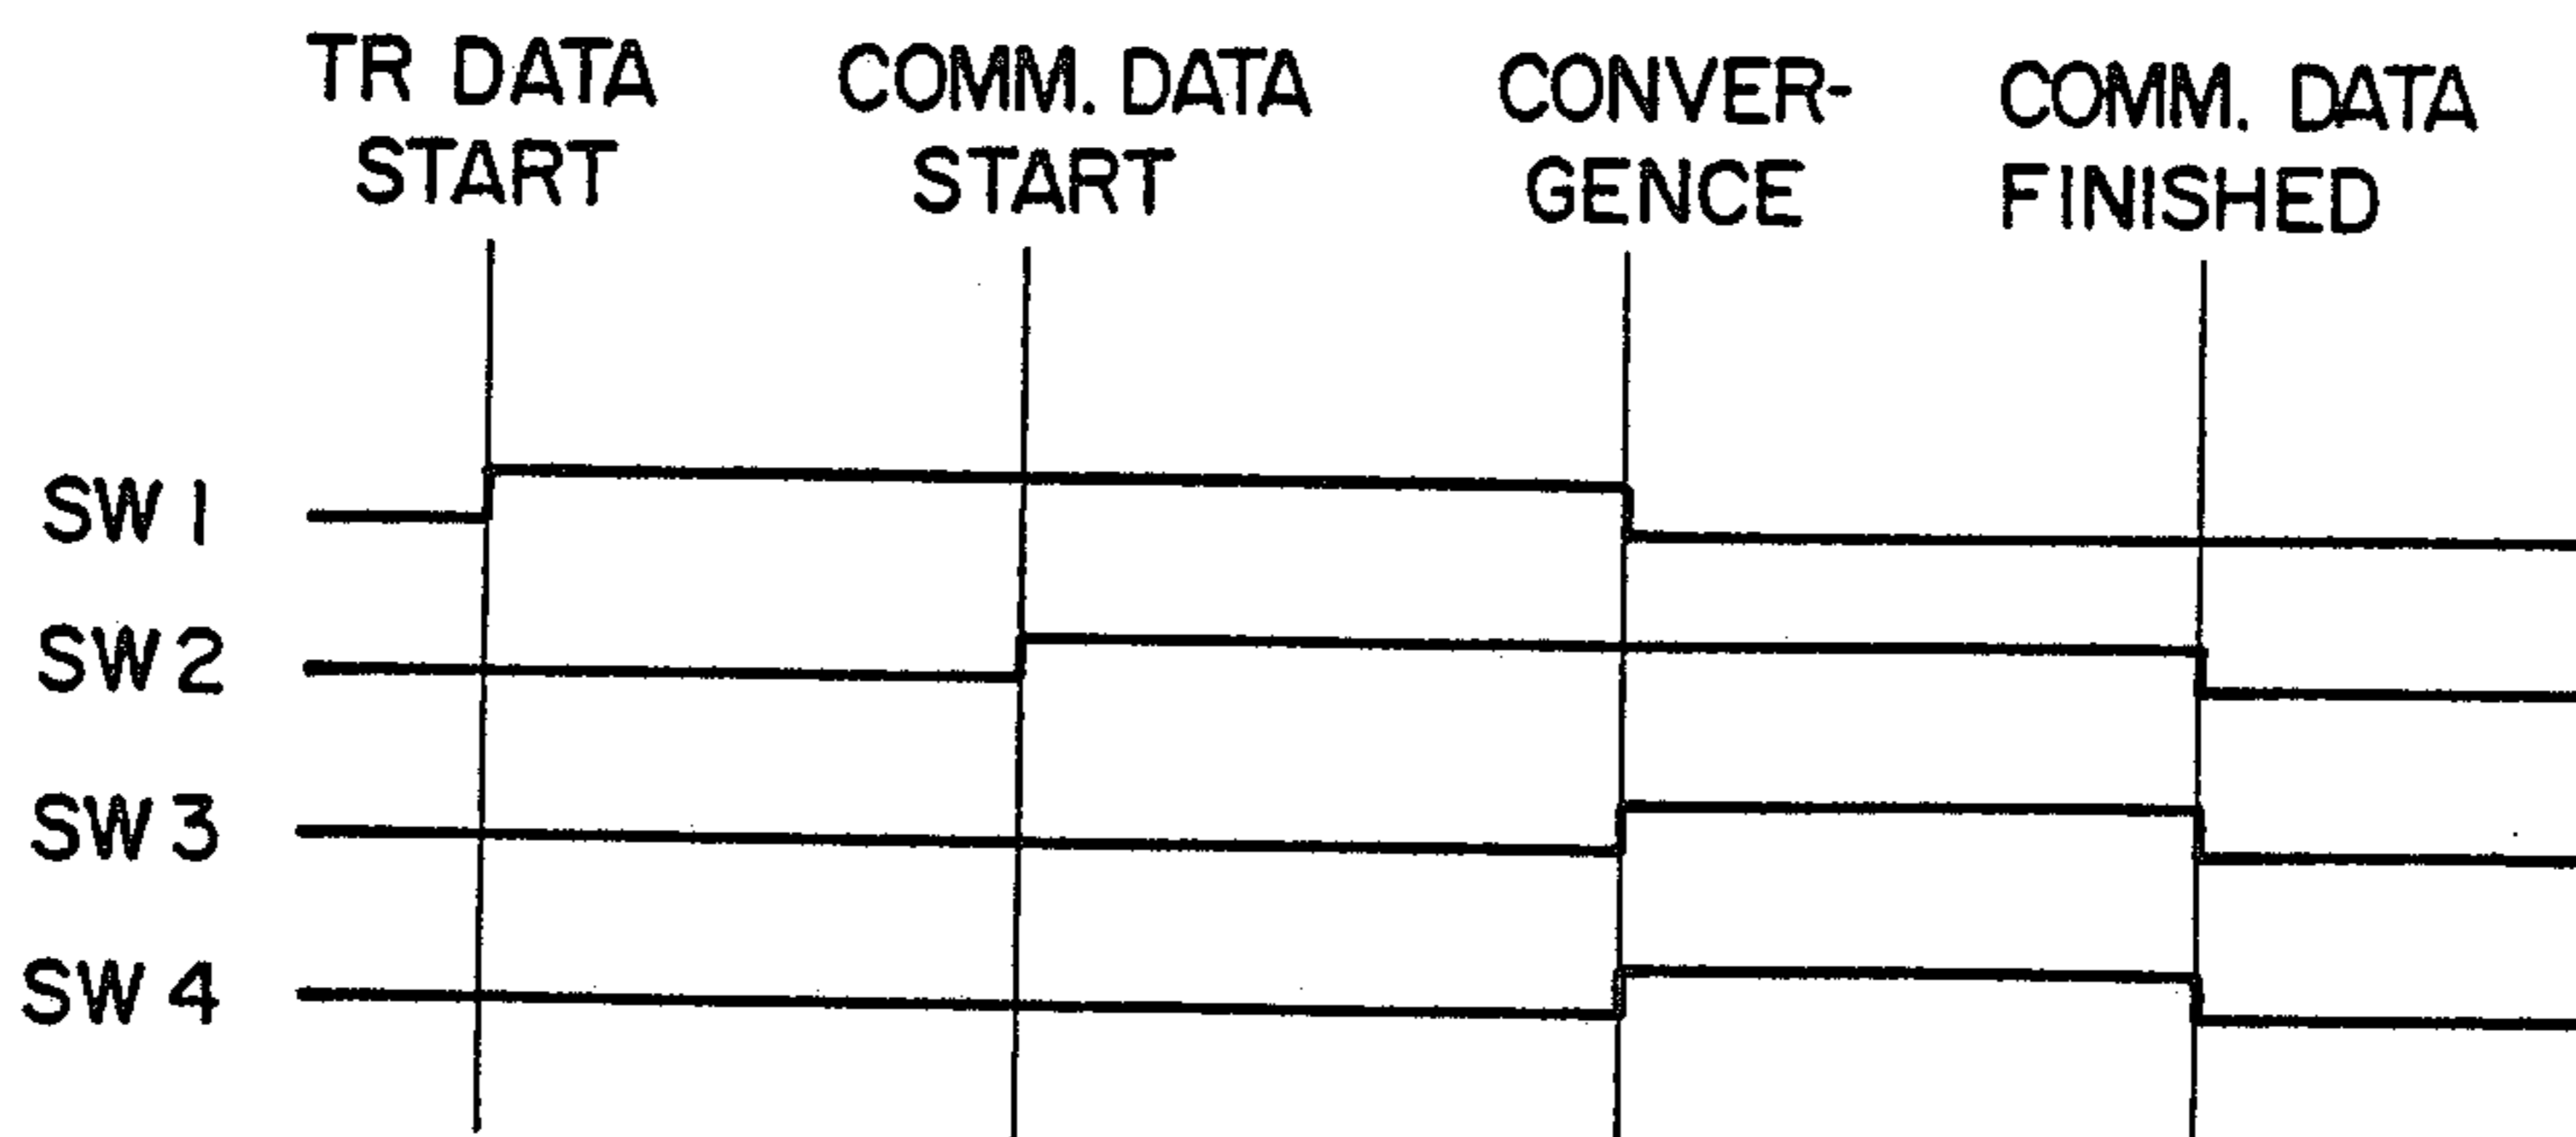 TR DATA
START
COMM. DATA
START
CONVER-
GENCE
COMM. DATA
FINISHED
SW 1
SW 2
SW 3
SW 4